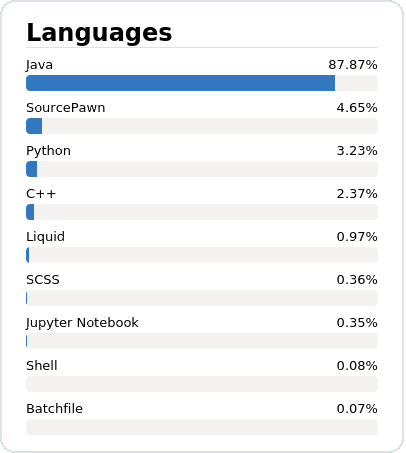 Languages
Java 87.87%
SourcePawn 4.65%
Python 3.23%
C++ 2.37%
Liquid 0.97%
SCSS 0.36%
Jupyter Notebook 0.35%
Shell 0.08%
Batchfile 0.07%